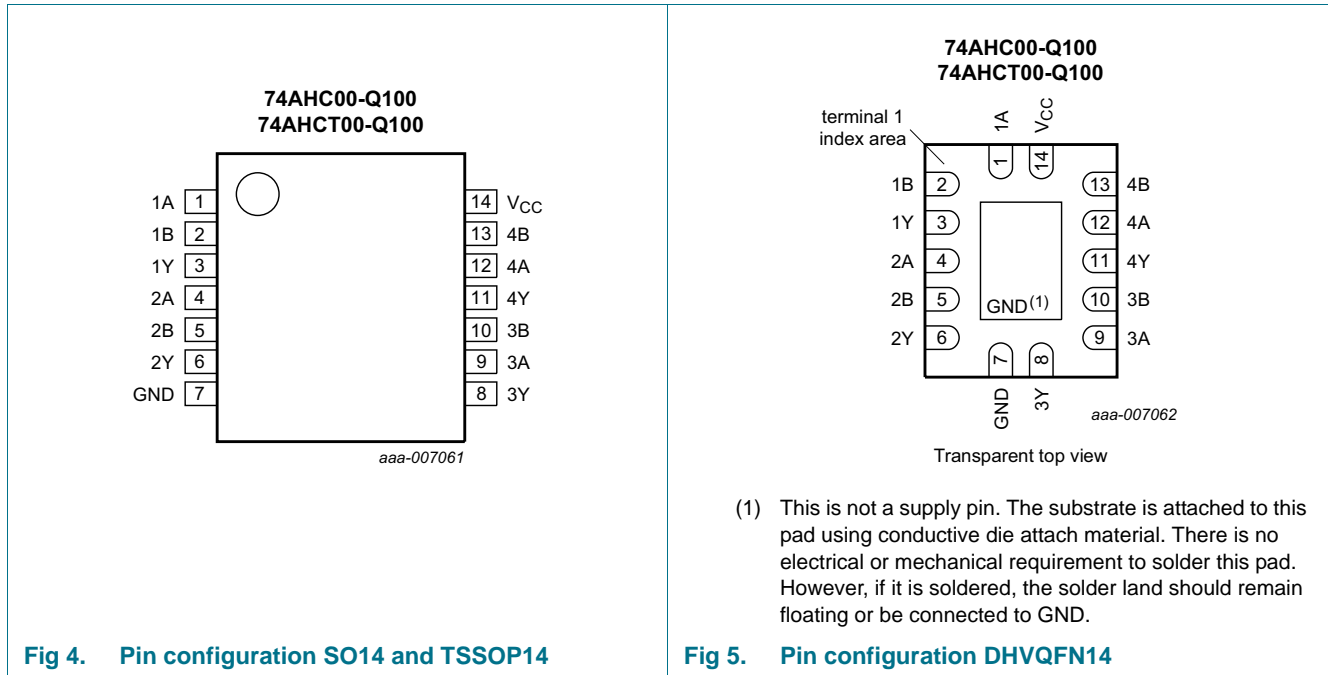 74AHC00-Q100
74AHCT00-Q100
1A 1
1B 2
1Y 3
2A 4
2B 5
2Y 6
GND 7
14 VCC
13 4B
12 4A
11 4Y
10 3B
9 3A
8 3Y
aaa-007061
Fig 4. Pin configuration SO14 and TSSOP14
74AHC00-Q100
74AHCT00-Q100
terminal 1
index area
1A
VCC
1
14
1B 2
1Y 3
2A 4
2B 5
2Y 6
13 4B
12 4A
11 4Y
10 3B
9 3A
GND(1)
7
8
GND
3Y
aaa-007062
Transparent top view
(1) This is not a supply pin. The substrate is attached to this
pad using conductive die attach material. There is no
electrical or mechanical requirement to solder this pad.
However, if it is soldered, the solder land should remain
floating or be connected to GND.
Fig 5. Pin configuration DHVQFN14